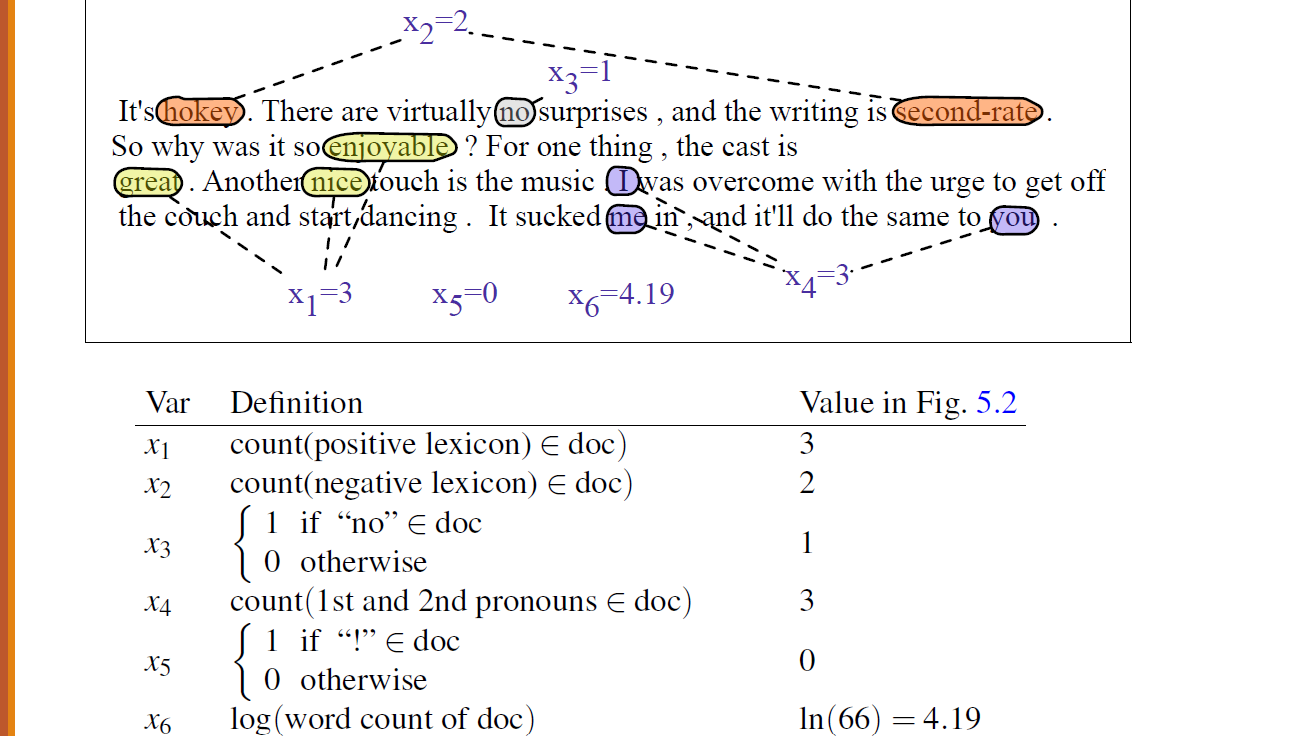 x2=2
x3=1
It's hokey . There are virtually no surprises , and the writing is second-rate .
So why was it so enjoyable ? For one thing , the cast is
great . Another nice touch is the music . I was overcome with the urge to get off
the couch and start dancing . It sucked me in , and it'll do the same to you .
x4=3
x1=3 x5=0 x6=4.19
Var Definition Value in Fig. 5.2
x1 count(positive lexicon) ∈ doc) 3
x2 count(negative lexicon) ∈ doc) 2
x3 { 1 if “no” ∈ doc 1
0 otherwise
x4 count(1st and 2nd pronouns ∈ doc) 3
x5 { 1 if “!” ∈ doc 0
0 otherwise
x6 log(word count of doc) ln(66) = 4.19